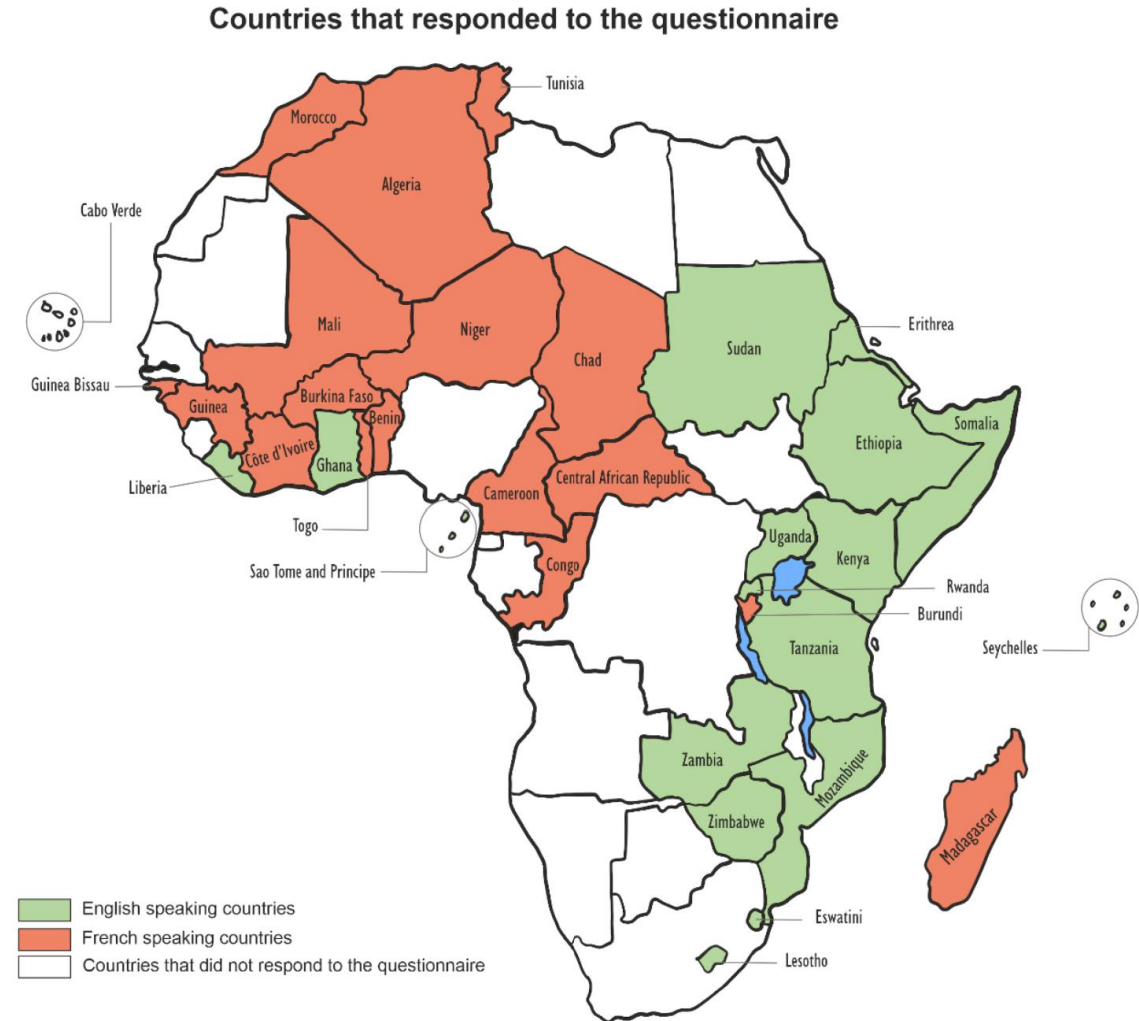 Countries that responded to the questionnaire
Tunisia
Morocco
Algeria
Cabo Verde
Mali
Niger
Chad
Sudan
Erithrea
Guinea Bissau
Guinea
Burkina Faso
Benin
Côte d'Ivoire
Ghana
Somalia
Ethiopia
Liberia
Togo
Cameroon
Central African Republic
Sao Tome and Principe
Congo
Uganda
Kenya
Rwanda
Burundi
Tanzania
Seychelles
Zambia
Mozambique
Zimbabwe
Madagascar
Eswatini
Lesotho
English speaking countries
French speaking countries
Countries that did not respond to the questionnaire